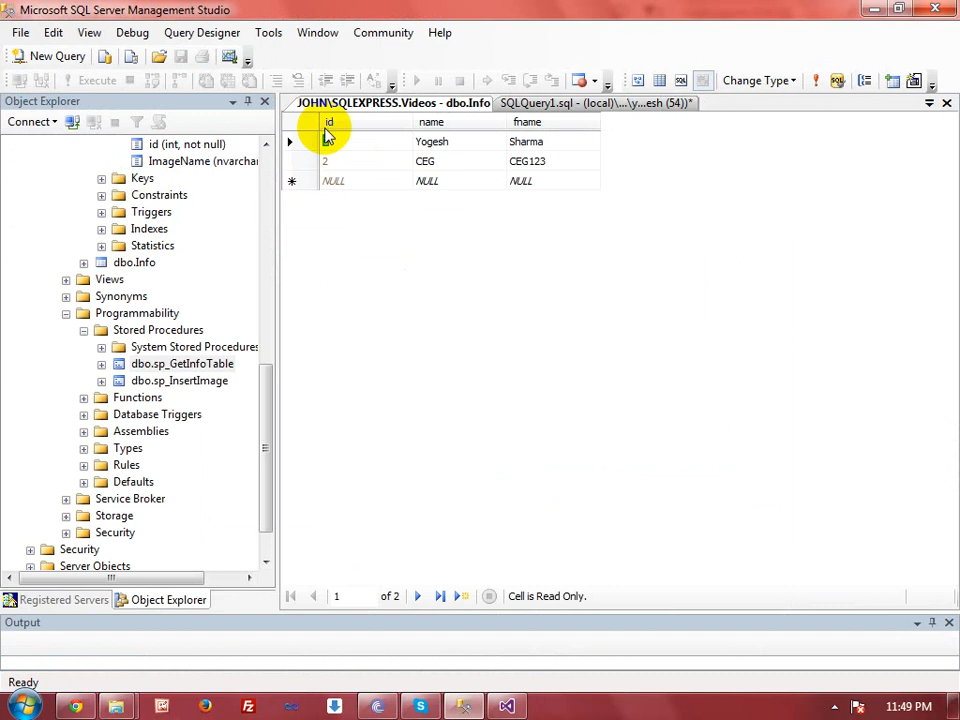 Microsoft SQL Server Management Studio
File Edit View Debug Query Designer Tools Window Community Help
New Query
Execute Change Type
Object Explorer
JOHN\SQLEXPRESS.Videos - dbo.Info SQLQuery1.sql - (local)\...\y...esh (54))*
Connect
id name fname
Yogesh Sharma
2 CEG CEG123
NULL NULL NULL
id (int, not null)
ImageName (nvarchar
Keys
Constraints
Triggers
Indexes
Statistics
dbo.Info
Views
Synonyms
Programmability
Stored Procedures
System Stored Procedures
dbo.sp_GetInfoTable
dbo.sp_InsertImage
Functions
Database Triggers
Assemblies
Types
Rules
Defaults
Service Broker
Storage
Security
Security
Server Objects
1 of 2 Cell is Read Only.
Registered Servers Object Explorer
Output
Ready
11:49 PM